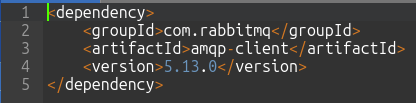 1 <dependency>
2     <groupId>com.rabbitmq</groupId>
3     <artifactId>amqp-client</artifactId>
4     <version>5.13.0</version>
5 </dependency>